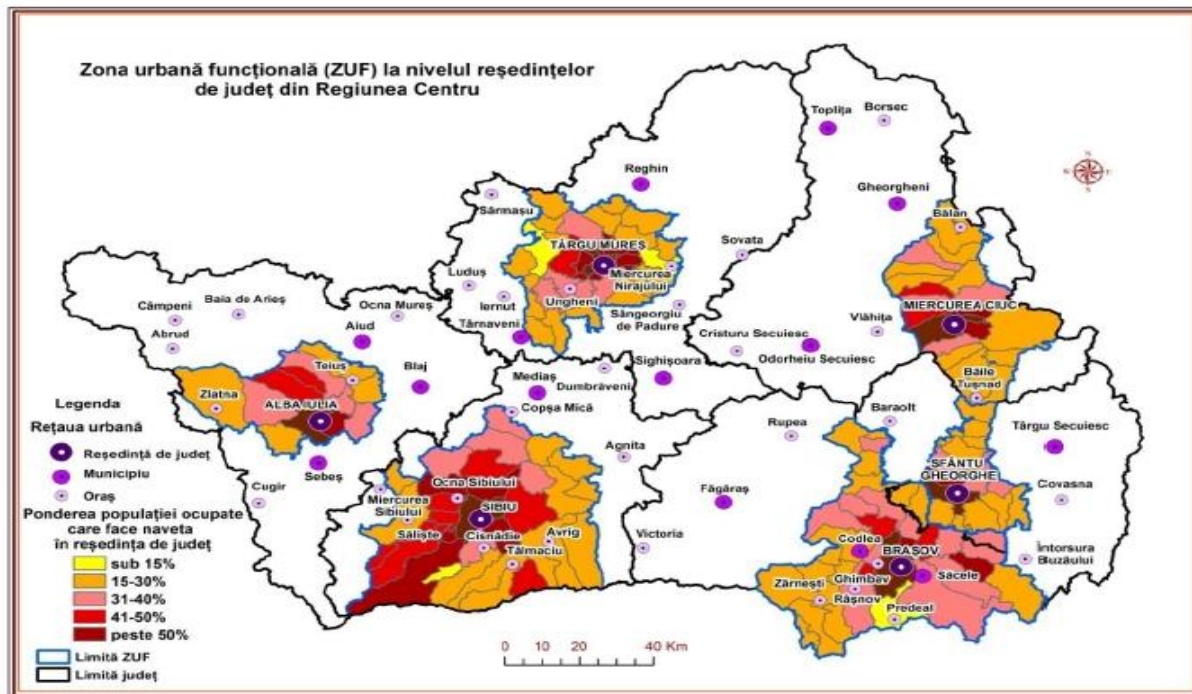 Zona urbană funcțională (ZUF) la nivelul reședințelor
de județ din Regiunea Centru
Toplița
Borsec
Reghin
Gheorgheni
Sărmașu
Bălan
TÂRGU MUREȘ
Sovata
Luduș
Miercurea
Nirajului
Iernut
Ungheni
MIERCUREA CIUC
Câmpeni
Baia de Arieș
Ocna Mureș
Sângeorgiu
de Padure
Vlăhița
Abrud
Aiud
Târnaveni
Cristuru Secuiesc
Odorheiu Secuiesc
Teiuș
Blaj
Mediaș
Dumbrăveni
Sighișoara
Băile
Tușnad
Zlatna
ALBA IULIA
Copșa Mică
Rupea
Baraolt
Târgu Secuiesc
Legenda
Rețaua urbană
Reședință de județ
Municipiu
Oraș
Sebeș
Cugir
Agnita
Ocna Sibiului
SFÂNTU
GHEORGHE
Covasna
Miercurea
Sibiului
SIBIU
Făgăraș
Săliște
Cisnădie
Avrig
Tălmaciu
Victoria
Codlea
BRAȘOV
Întorsura
Bluzăului
Zărnești
Ghimbav
Săcele
Râșnov
Predeal
Ponderea populației ocupate
care face naveta
în reședința de județ
sub 15%
15-30%
31-40%
41-50%
peste 50%
Limită ZUF
Limită județ
0 10 20 40 Km